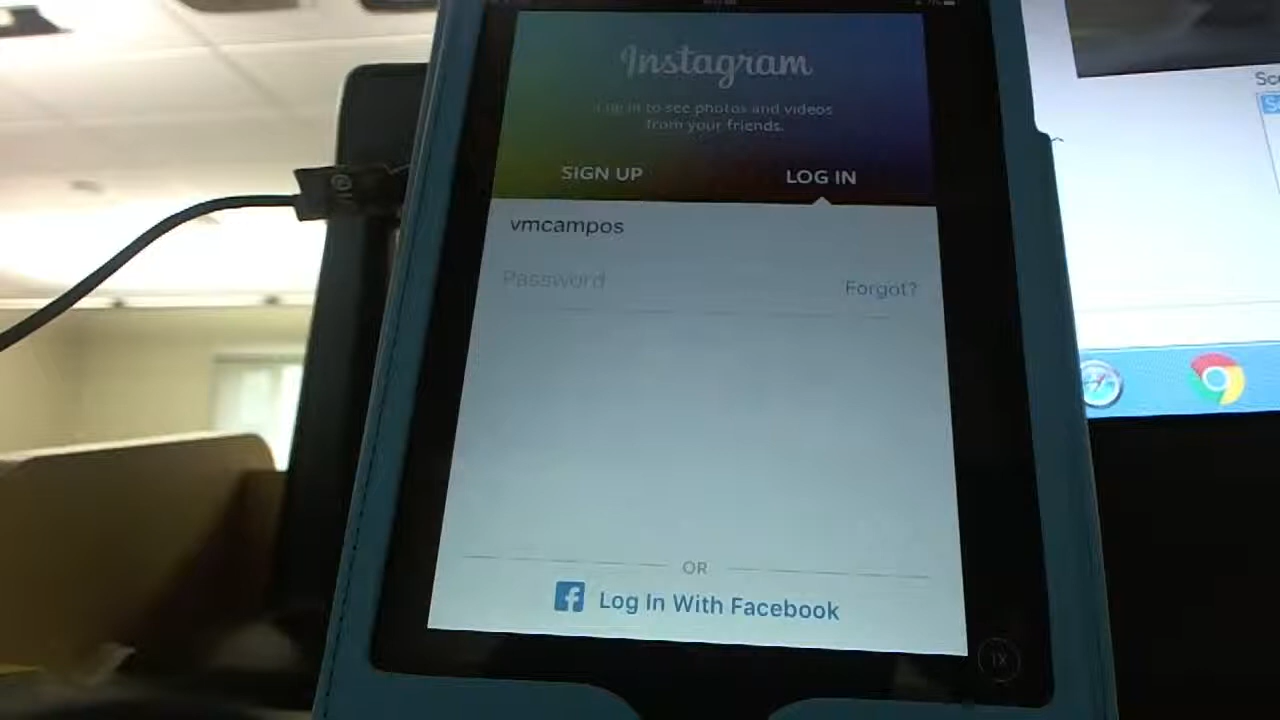 Instagram
Log in to see photos and videos
from your friends.
SIGN UP
LOG IN
vmcampos
Password
Forgot?
OR
Log In With Facebook
1X